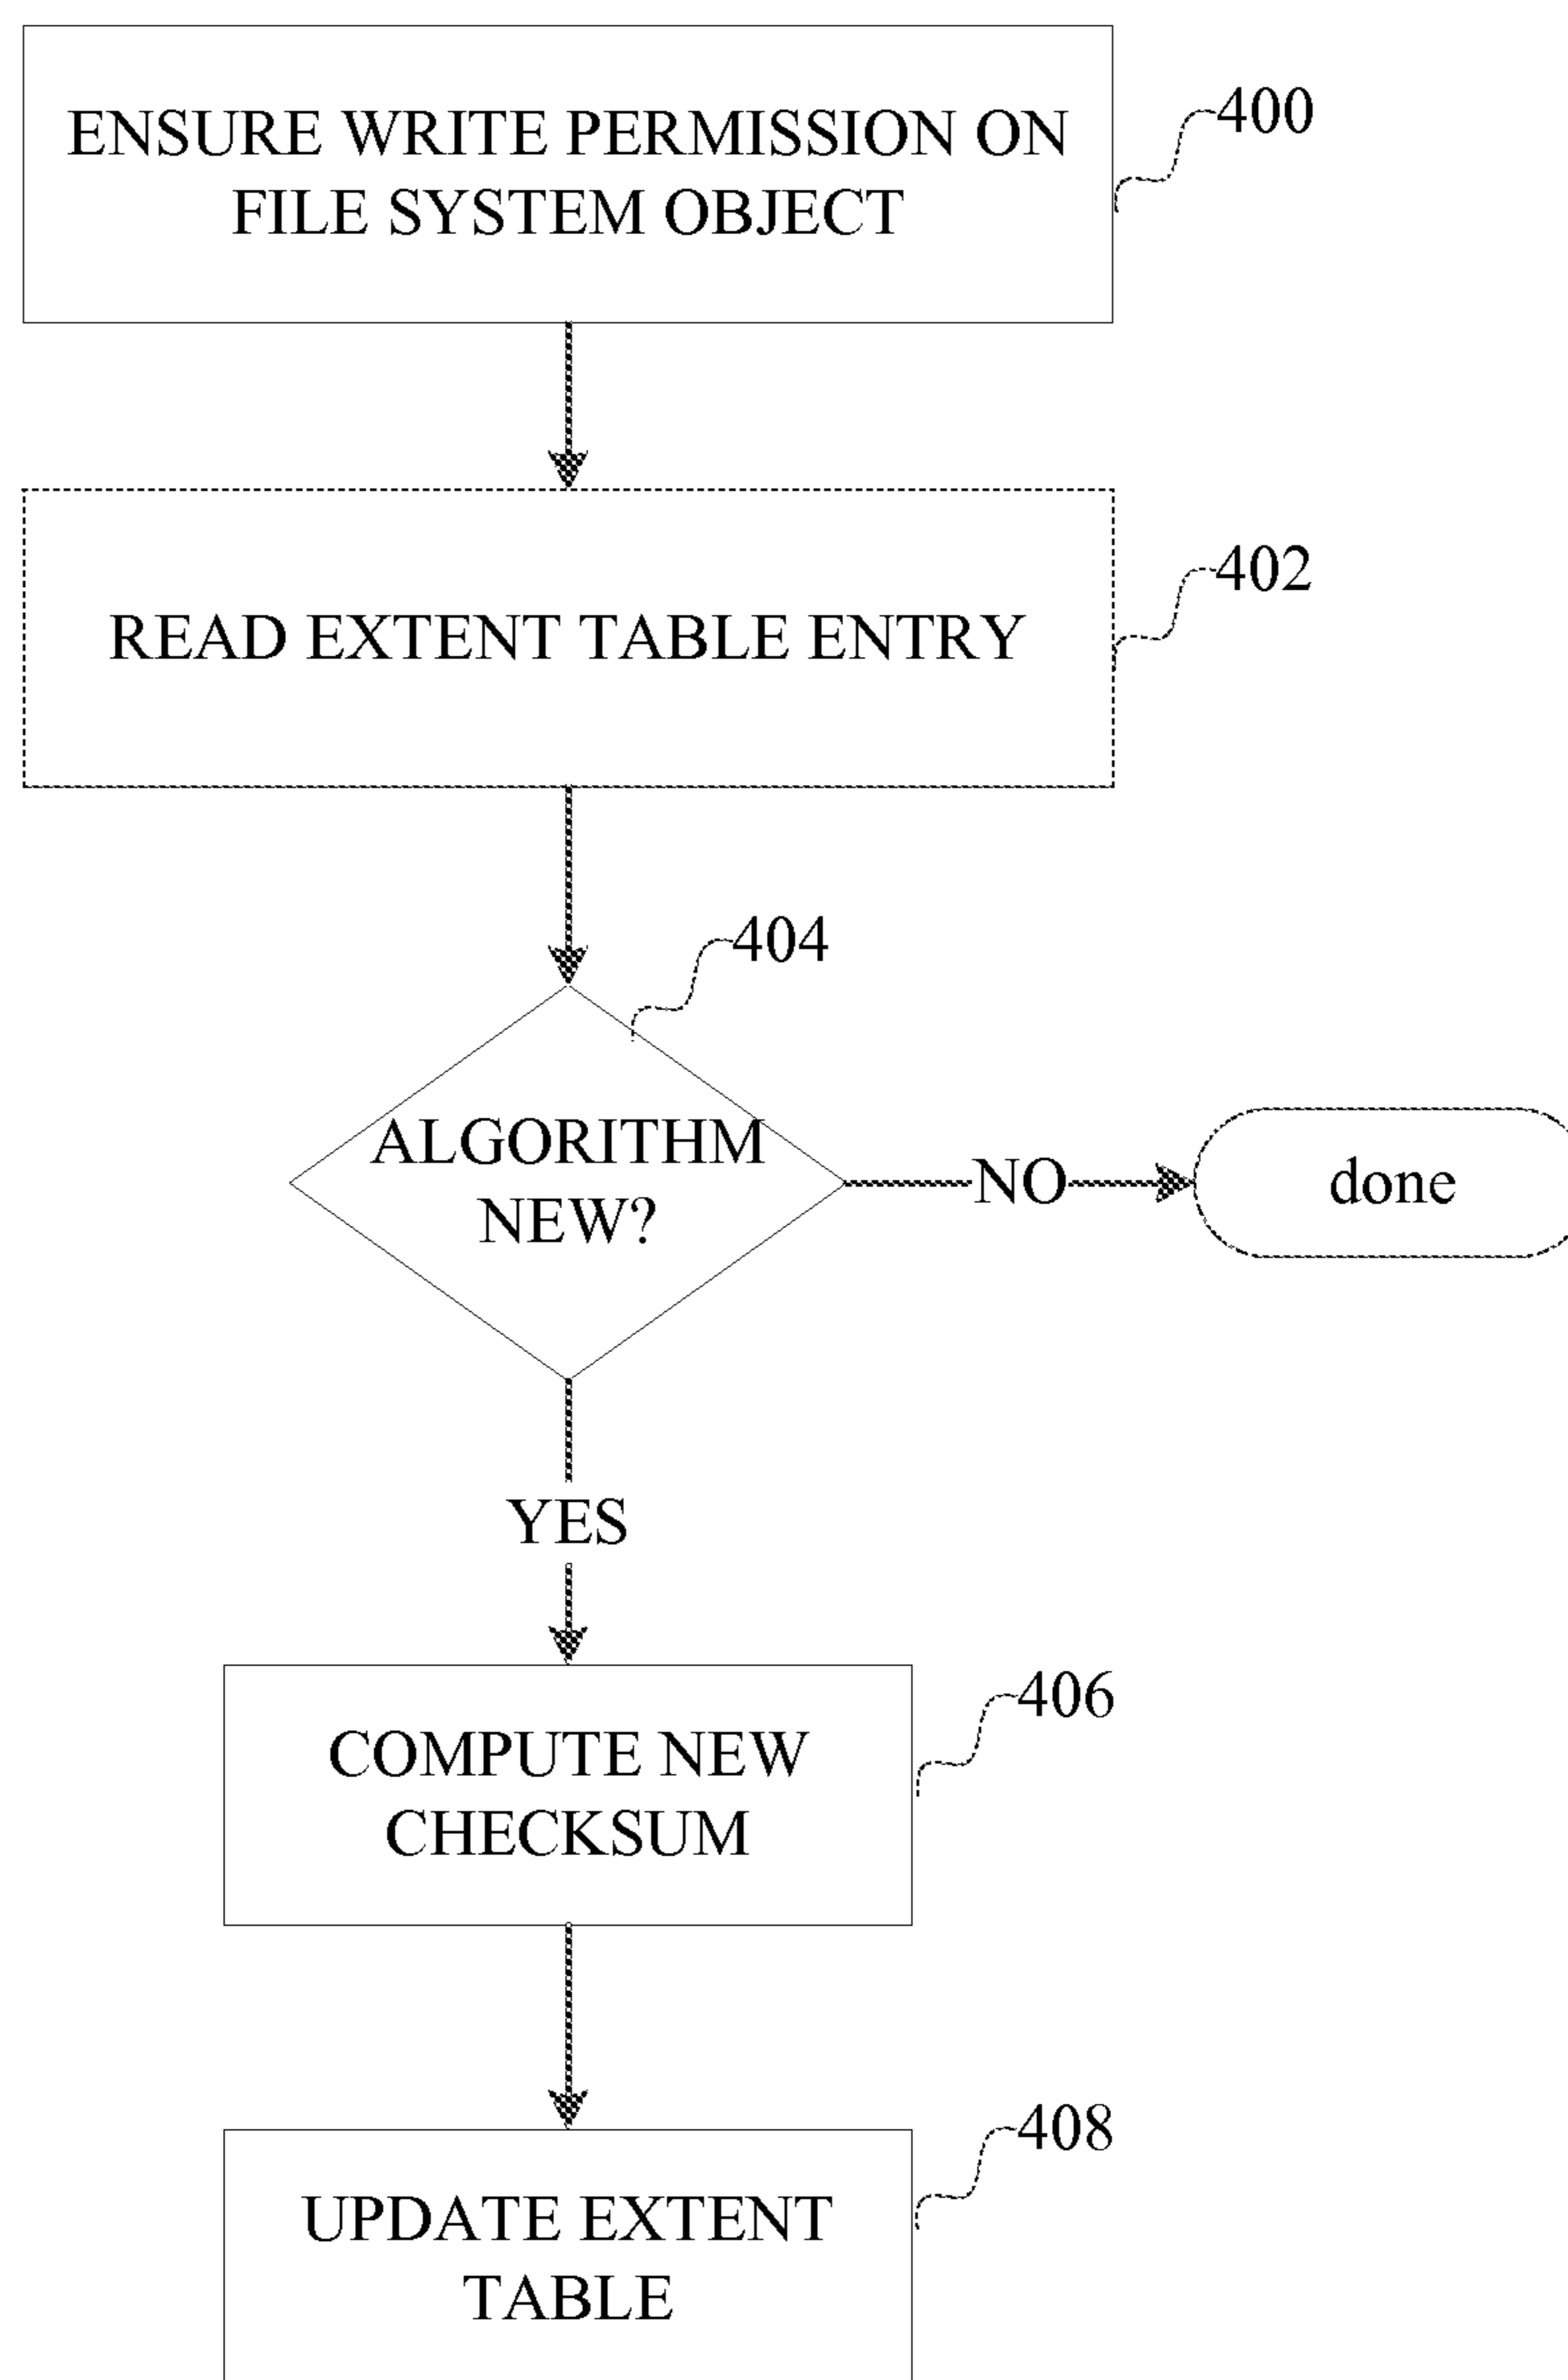 ENSURE WRITE PERMISSION ON
FILE SYSTEM OBJECT
400
READ EXTENT TABLE ENTRY
402
404
ALGORITHM
NEW?
NO
done
YES
COMPUTE NEW
CHECKSUM
406
UPDATE EXTENT
TABLE
408